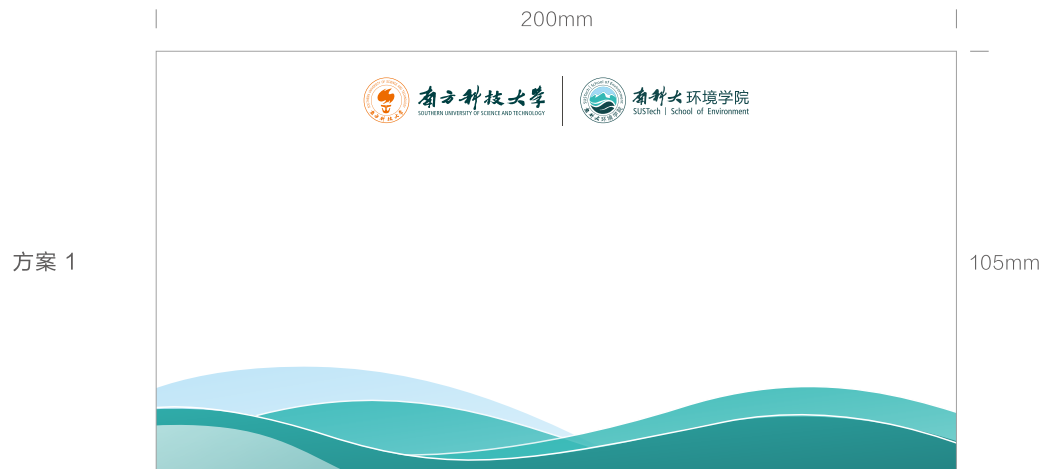 200mm
南方科技大学
SOUTHERN UNIVERSITY OF SCIENCE AND TECHNOLOGY
南科大 环境学院
SUSTech | School of Environment
方案 1
105mm